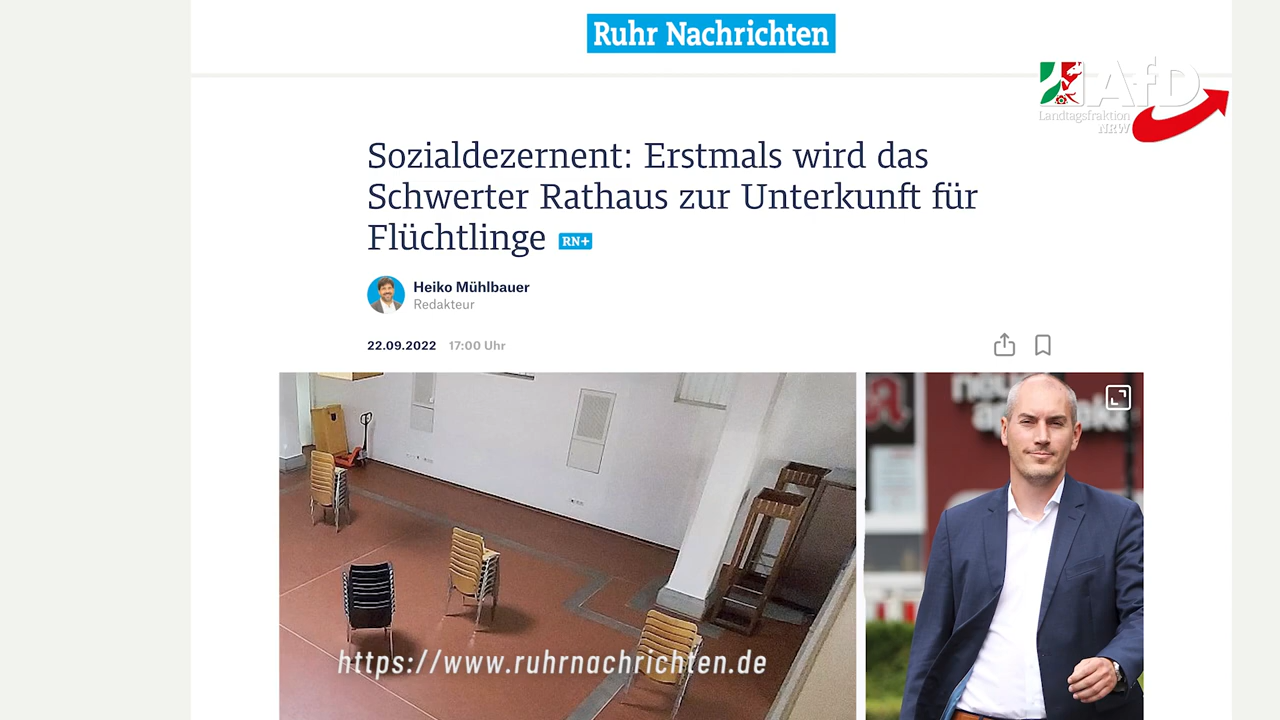 Ruhr Nachrichten
AfD
Landtagsfraktion
NRW
Sozialdezernent: Erstmals wird das
Schwerter Rathaus zur Unterkunft für
Flüchtlinge RN+
Heiko Mühlbauer
Redakteur
22.09.2022 17:00 Uhr
https://www.ruhrnachrichten.de